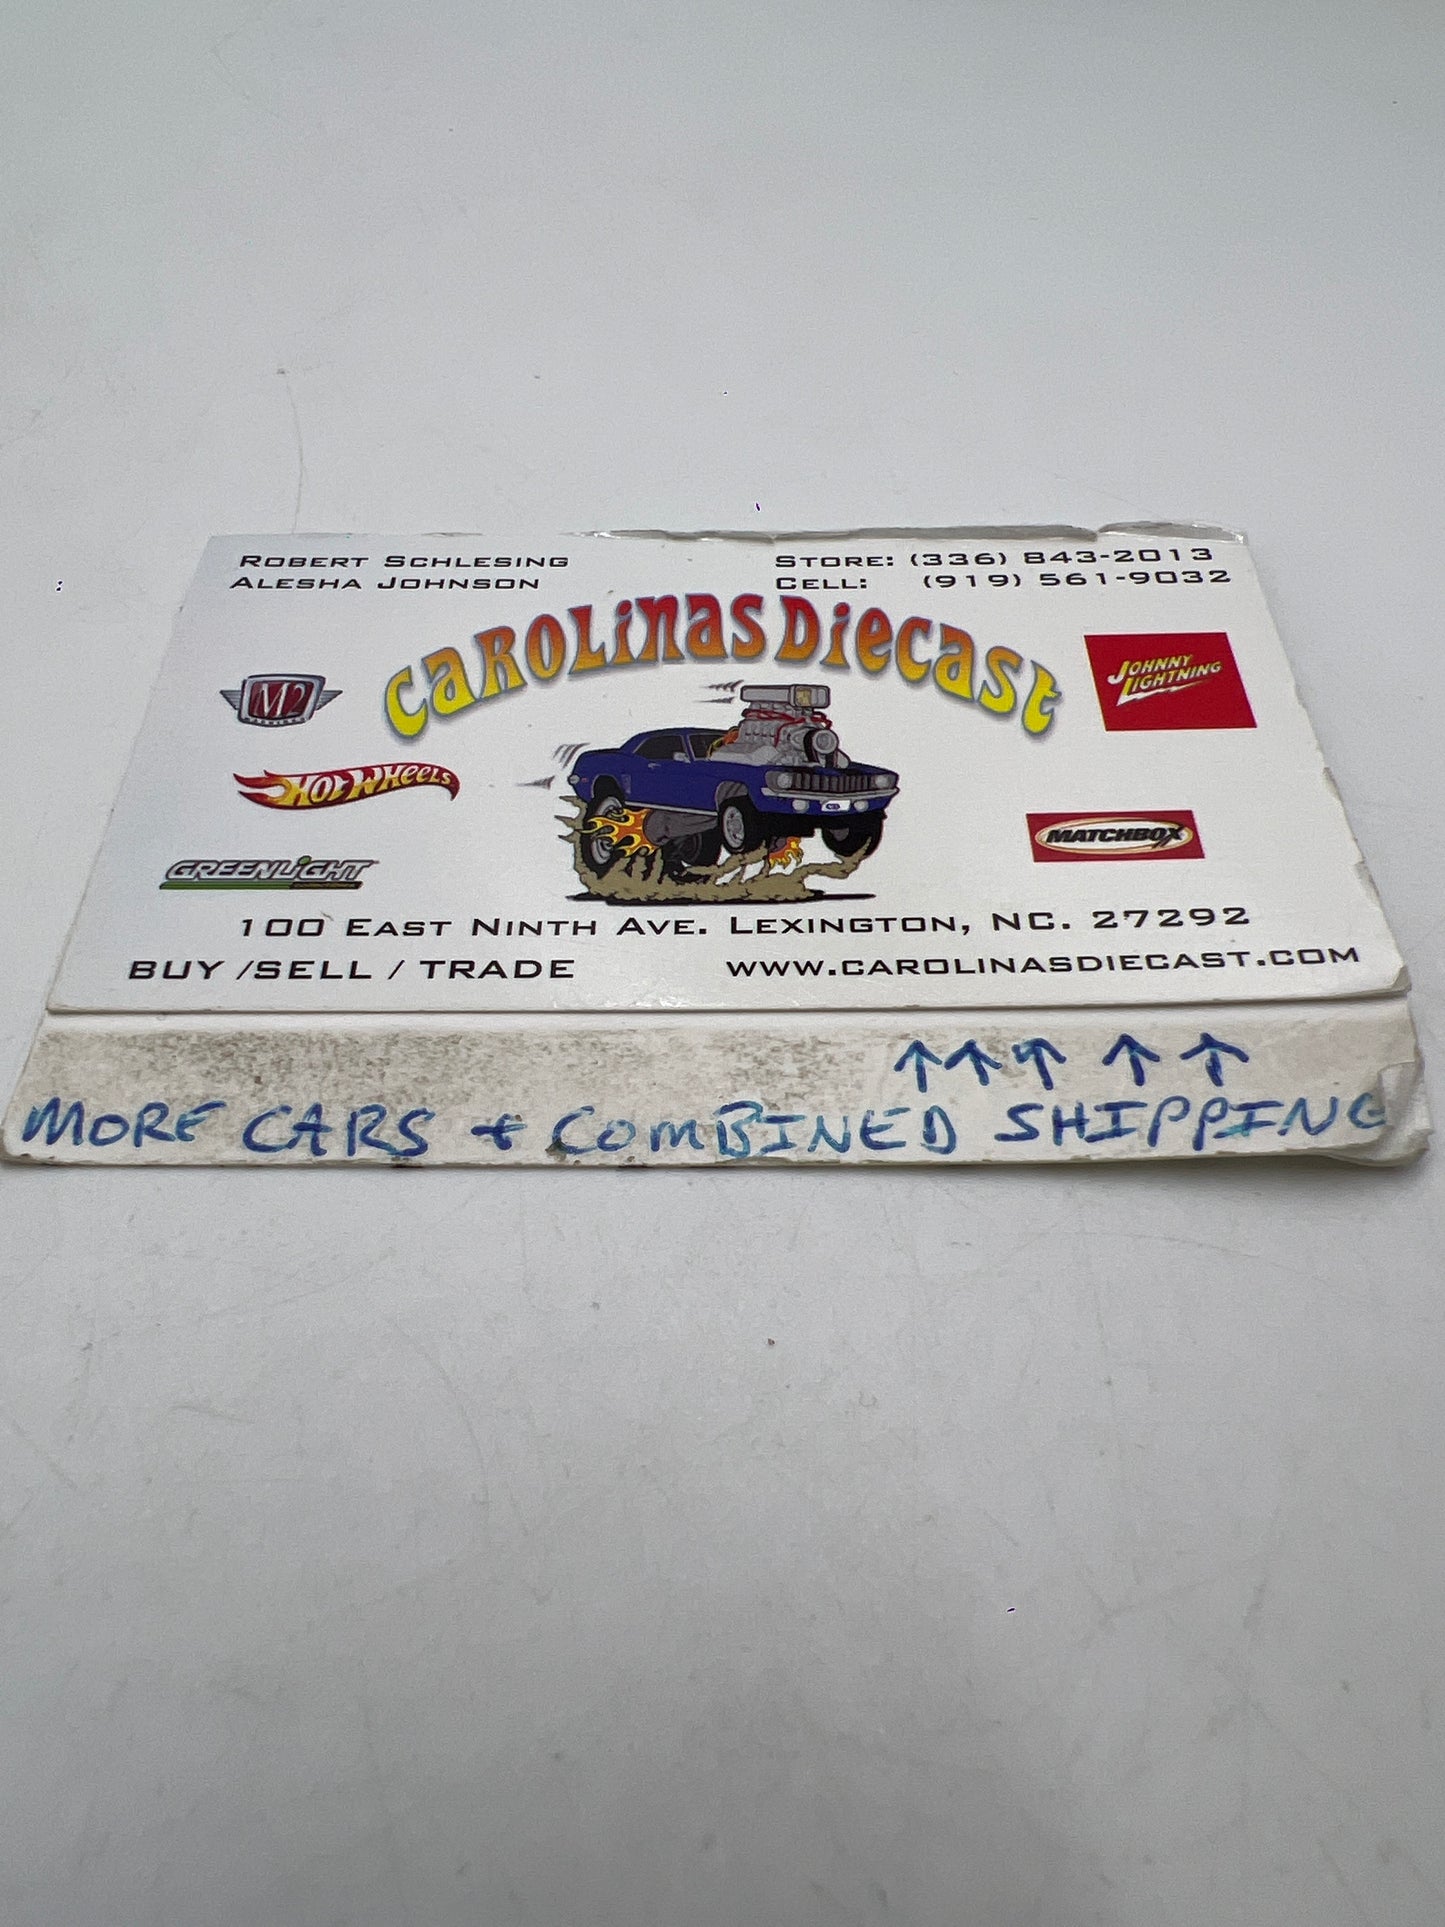 ROBERT SCHLESING
ALESHA JOHNSON
STORE: (336) 843-2013
CELL: (919) 561-9032
CAROLINAS DIECAST
M2
MACHINES
JOHNNY
LIGHTNING
HOT WHEELS
MATCHBOX
GREENLIGHT
100 EAST NINTH AVE. LEXINGTON, NC. 27292
BUY /SELL / TRADE
WWW.CAROLINASDIECAST.COM
↑ ↑ ↑ ↑ ↑
MORE CARS + COMBINED SHIPPING